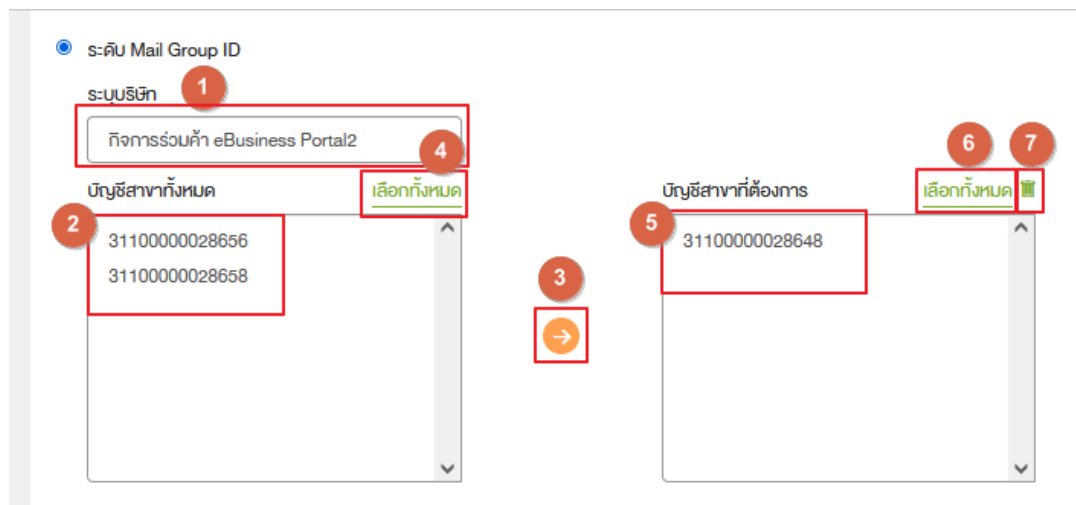 ระดับ Mail Group ID
ระบุบริษัท 1
กิจการร่วมค้า eBusiness Portal2
4 6 7
บัญชีสาขาทั้งหมด เลือกทั้งหมด บัญชีสาขาที่ต้องการ เลือกทั้งหมด
2 31100000028656 5 31100000028648
31100000028658
3